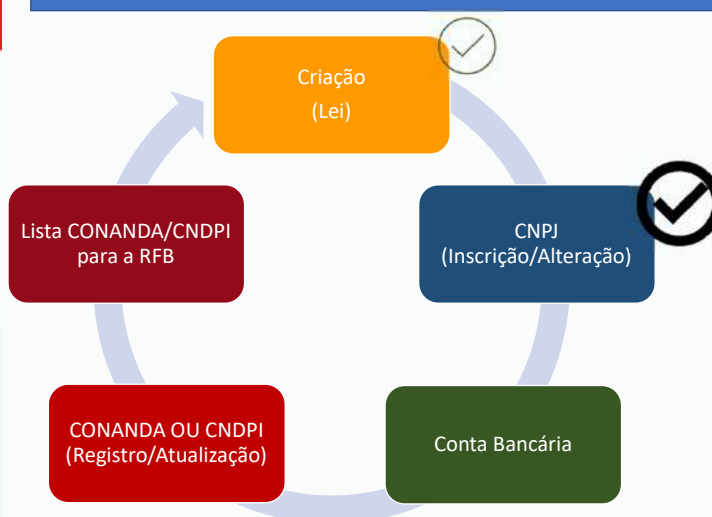 Criação
(Lei)
CNPJ
(Inscrição/Alteração)
Conta Bancária
CONANDA OU CNDPI
(Registro/Atualização)
Lista CONANDA/CNDPI
para a RFB